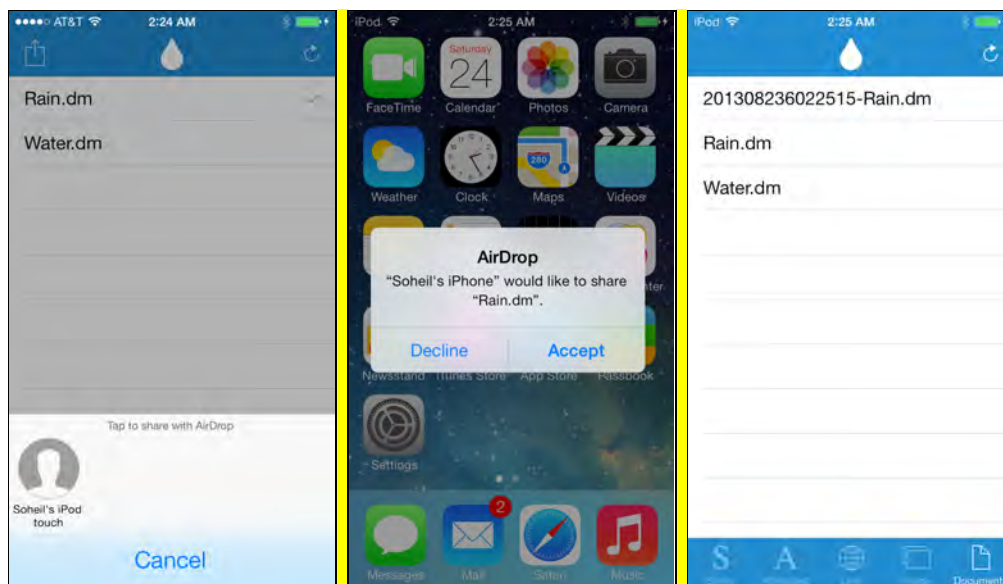 AT&T 2:24 AM
Rain.dm
Water.dm
Tap to share with AirDrop
Soheil's iPod
touch
Cancel
iPod 2:25 AM
Saturday
24
FaceTime Calendar Photos Camera
280
Weather Clock Maps Videos
AirDrop
“Soheil's iPhone” would like to share
“Rain.dm”.
Decline Accept
Newsstand iTunes Store App Store Passbook
Settings
2
Messages Mail Safari Music
iPod 2:25 AM
201308236022515-Rain.dm
Rain.dm
Water.dm
S A
Document